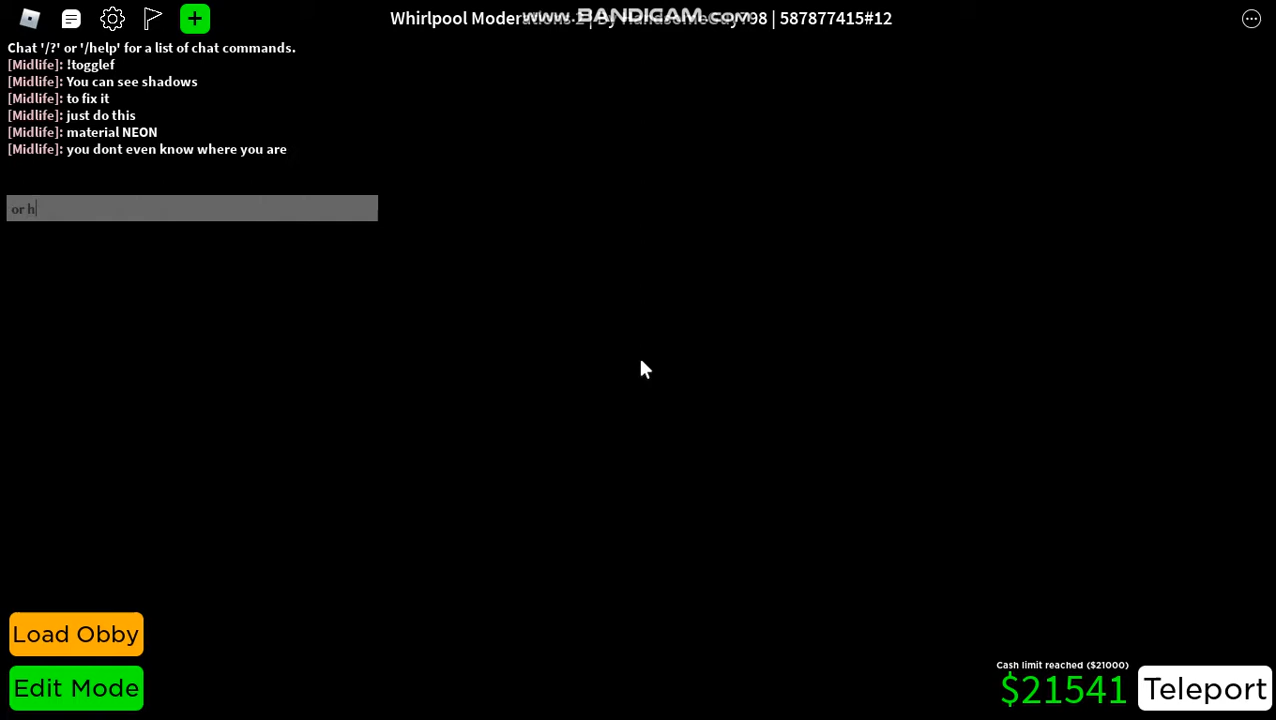 Whirlpool Moder
www.BANDICAM.com
98 | 587877415#12
Chat '/?' or '/help' for a list of chat commands.
[Midlife]: !togglef
[Midlife]: You can see shadows
[Midlife]: to fix it
[Midlife]: just do this
[Midlife]: material NEON
[Midlife]: you dont even know where you are
or h
Load Obby
Edit Mode
Cash limit reached ($21000)
$21541
Teleport